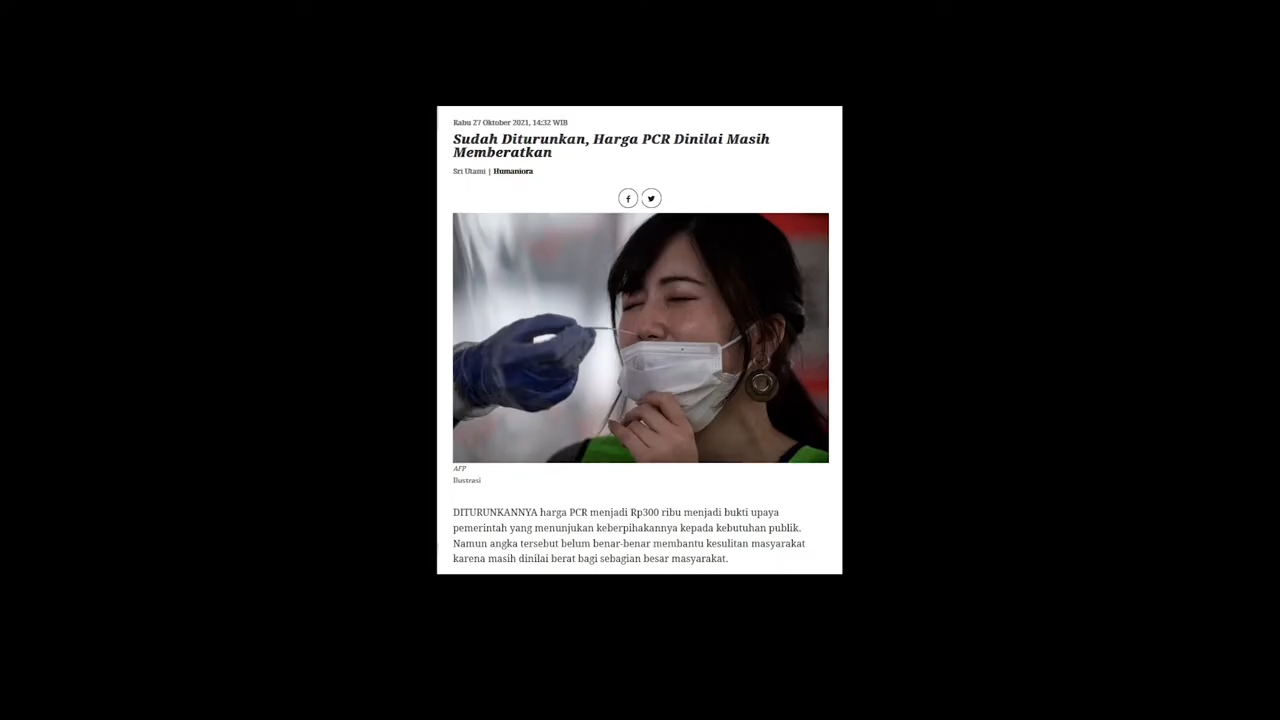 Rabu 27 Oktober 2021, 14:32 WIB
Sudah Diturunkan, Harga PCR Dinilai Masih
Memberatkan
Sri Utami | Humaniora
AFP
Ilustrasi
DITURUNKANNYA harga PCR menjadi Rp300 ribu menjadi bukti upaya
pemerintah yang menunjukan keberpihakannya kepada kebutuhan publik.
Namun angka tersebut belum benar-benar membantu kesulitan masyarakat
karena masih dinilai berat bagi sebagian besar masyarakat.